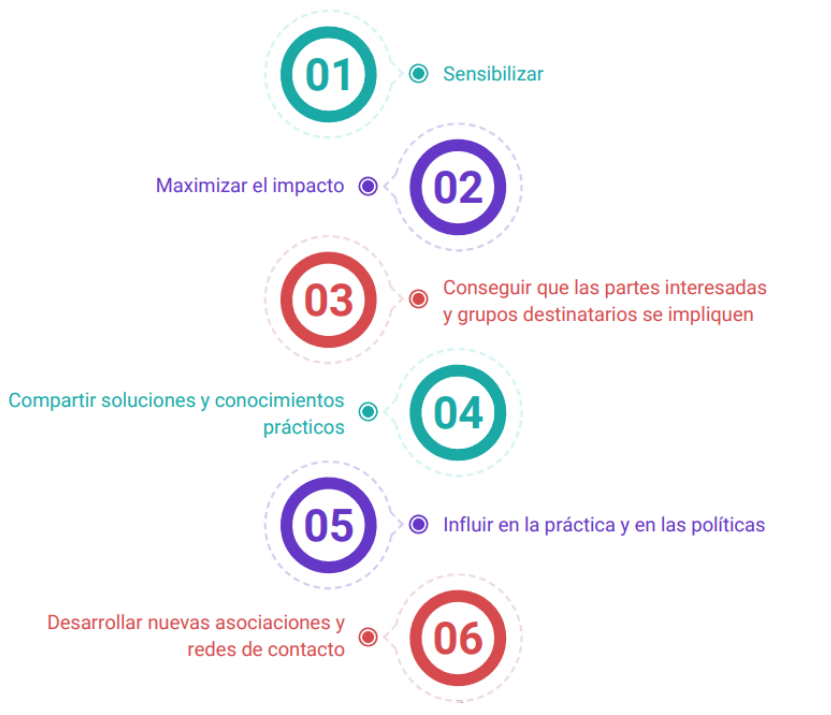 01
Sensibilizar
Maximizar el impacto
02
03
Conseguir que las partes interesadas
y grupos destinatarios se impliquen
Compartir soluciones y conocimientos
prácticos
04
05
Influir en la práctica y en las políticas
Desarrollar nuevas asociaciones y
redes de contacto
06